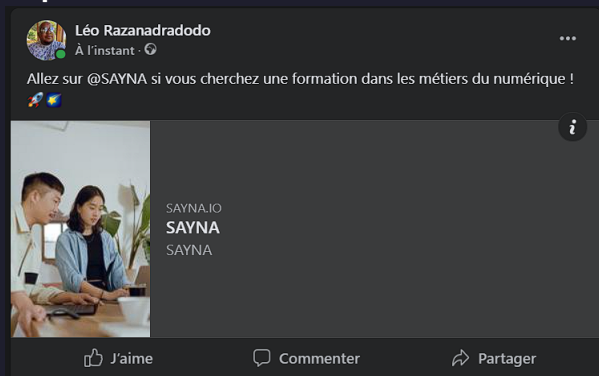 Léo Razanadradodo
À l'instant ·
Allez sur @SAYNA si vous cherchez une formation dans les métiers du numérique !
🚀🌠
SAYNA.IO
SAYNA
SAYNA
J'aime
Commenter
Partager